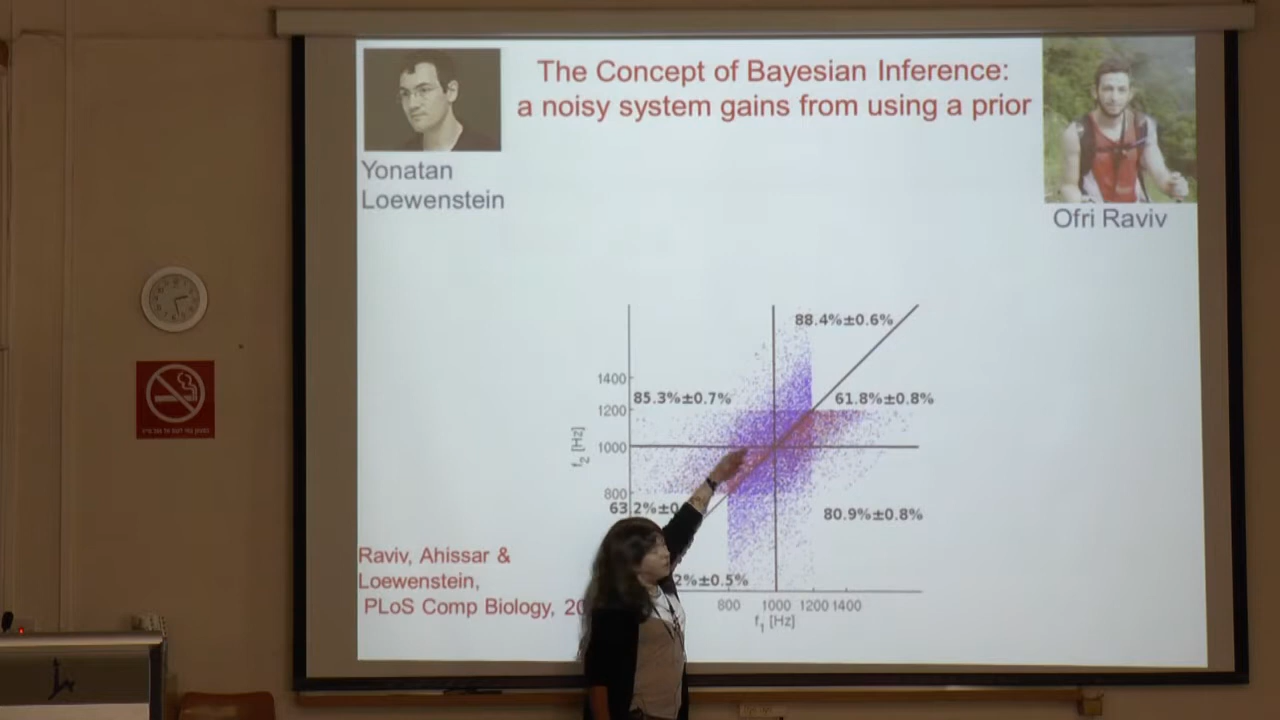 The Concept of Bayesian Inference:
a noisy system gains from using a prior
Yonatan
Loewenstein
Ofri Raviv
88.4%±0.6%
1400
85.3%±0.7%
61.8%±0.8%
1200
f2 [Hz]
1000
800
80.9%±0.8%
Raviv, Ahissar &
Loewenstein,
PLoS Comp Biology,
800 1000 1200 1400
f1 [Hz]